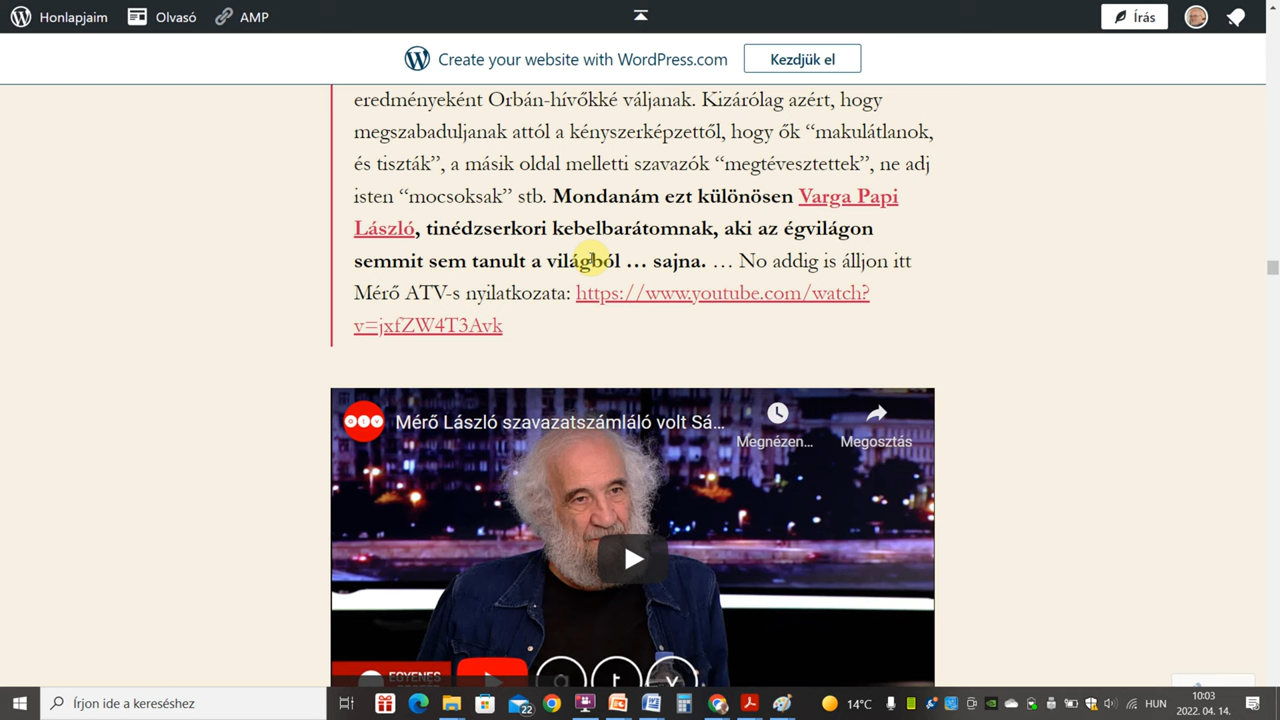 Honlapjaim
Olvasó
AMP
Írás
Create your website with WordPress.com
Kezdjük el
eredményeként Orbán-hívőkké váljanak. Kizárólag azért, hogy
megszabaduljanak attól a kényszerképzettől, hogy ők “makulátlanok,
és tiszták”, a másik oldal melletti szavazók “megtévesztettek”, ne adj
isten “mocsoksak” stb. Mondanám ezt különösen Varga Papi
László, tinédzserkori kebelbarátomnak, aki az égvilágon
semmit sem tanult a világból … sajna. … No addig is álljon itt
Mérő ATV-s nyilatkozata: https://www.youtube.com/watch?
v=jxfZW4T3Avk
a t v
Mérő László szavazatszámláló volt Sá…
Megnézen…
Megosztás
EGYENES
a t v
Írjon ide a kereséshez
22
14°C
HUN
10:03
2022. 04. 14.